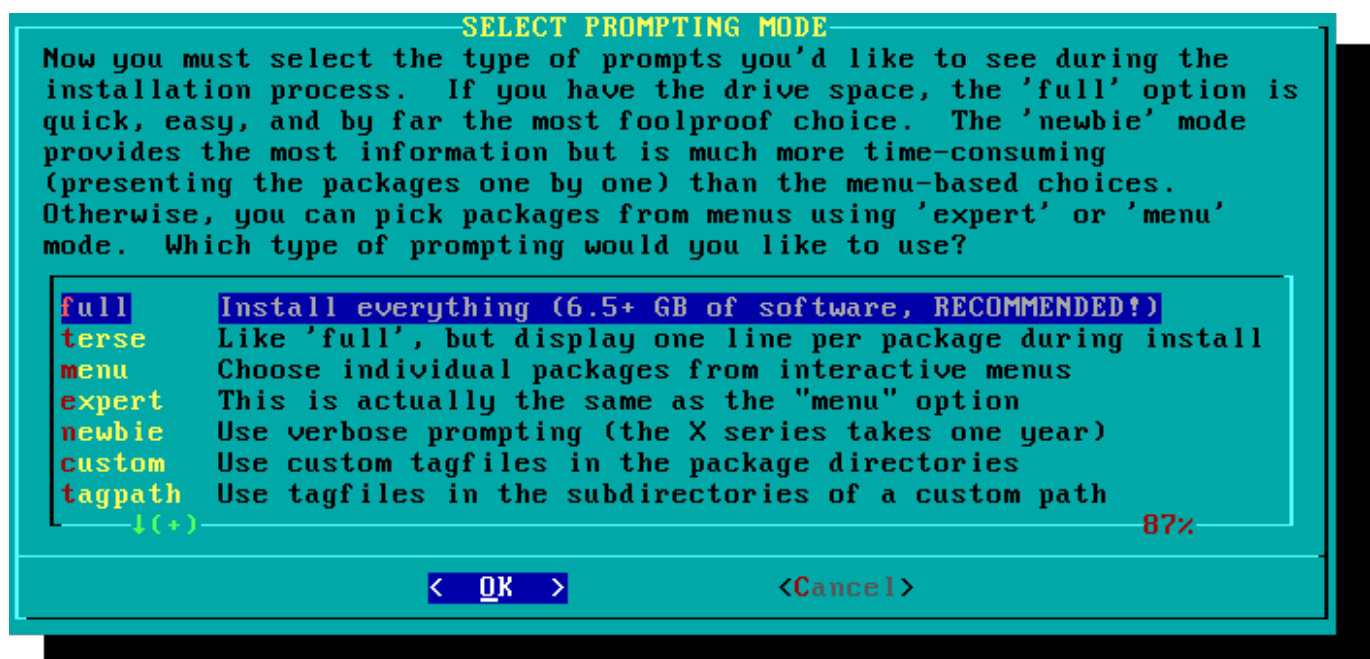 SELECT PROMPTING MODE
Now you must select the type of prompts you'd like to see during the
installation process.  If you have the drive space, the 'full' option is
quick, easy, and by far the most foolproof choice.  The 'newbie' mode
provides the most information but is much more time-consuming
(presenting the packages one by one) than the menu-based choices.
Otherwise, you can pick packages from menus using 'expert' or 'menu'
mode.  Which type of prompting would you like to use?
full     Install everything (6.5+ GB of software, RECOMMENDED!)
terse    Like 'full', but display one line per package during install
menu     Choose individual packages from interactive menus
expert   This is actually the same as the "menu" option
newbie   Use verbose prompting (the X series takes one year)
custom   Use custom tagfiles in the package directories
tagpath  Use tagfiles in the subdirectories of a custom path
↓(+) 87%
<  OK  > <Cancel>